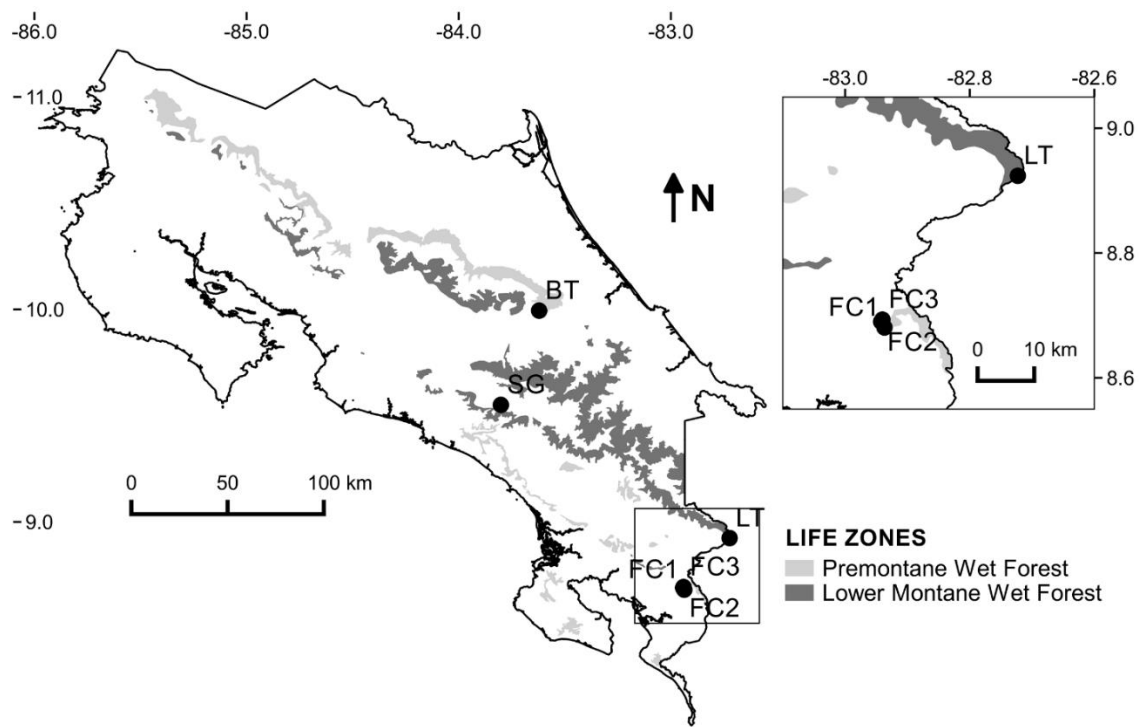 -86.0 -85.0 -84.0 -83.0
-11.0
-10.0
-9.0
-83.0 -82.8 -82.6
9.0
8.8
8.6
LT
FC1 FC3
FC2
0 10 km
N
BT
SG
0 50 100 km
LT
FC1 FC3
FC2
LIFE ZONES
Premontane Wet Forest
Lower Montane Wet Forest